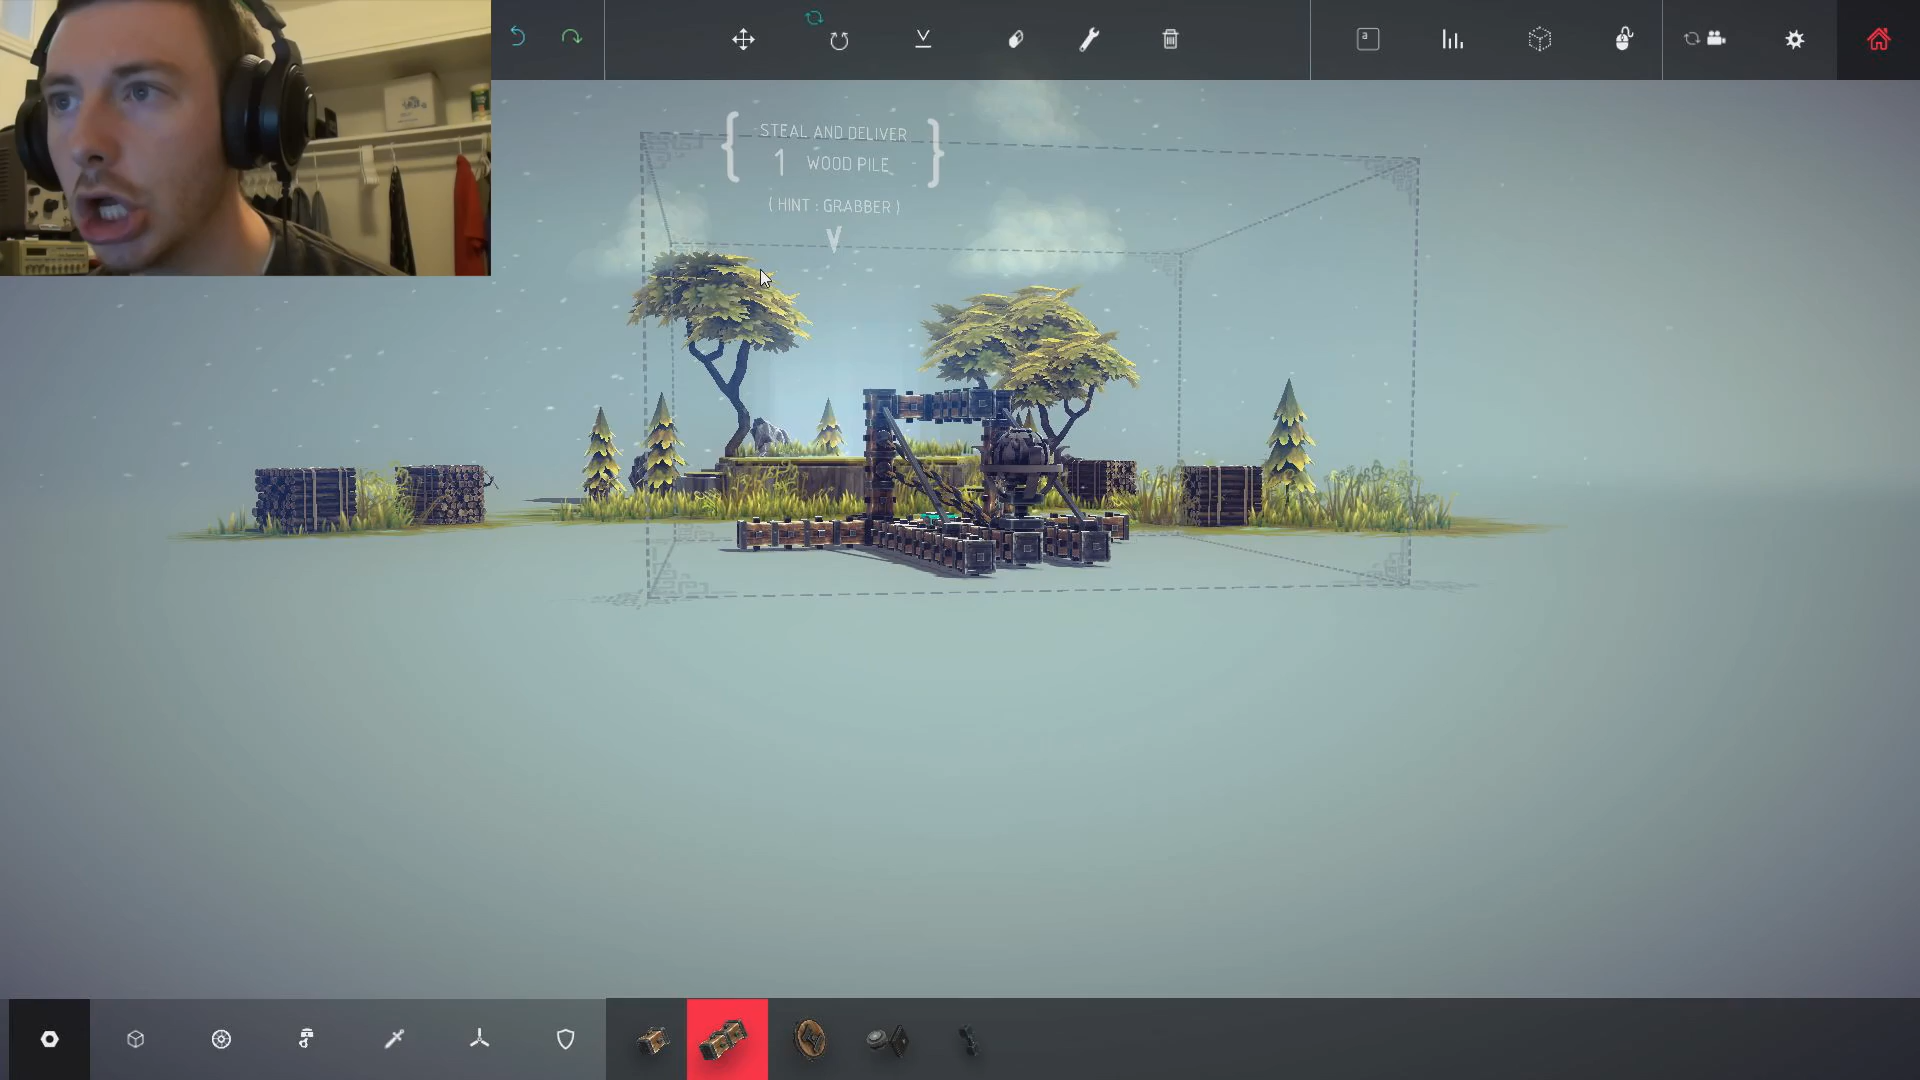 STEAL AND DELIVER
1 WOOD PILE
( HINT : GRABBER )
a